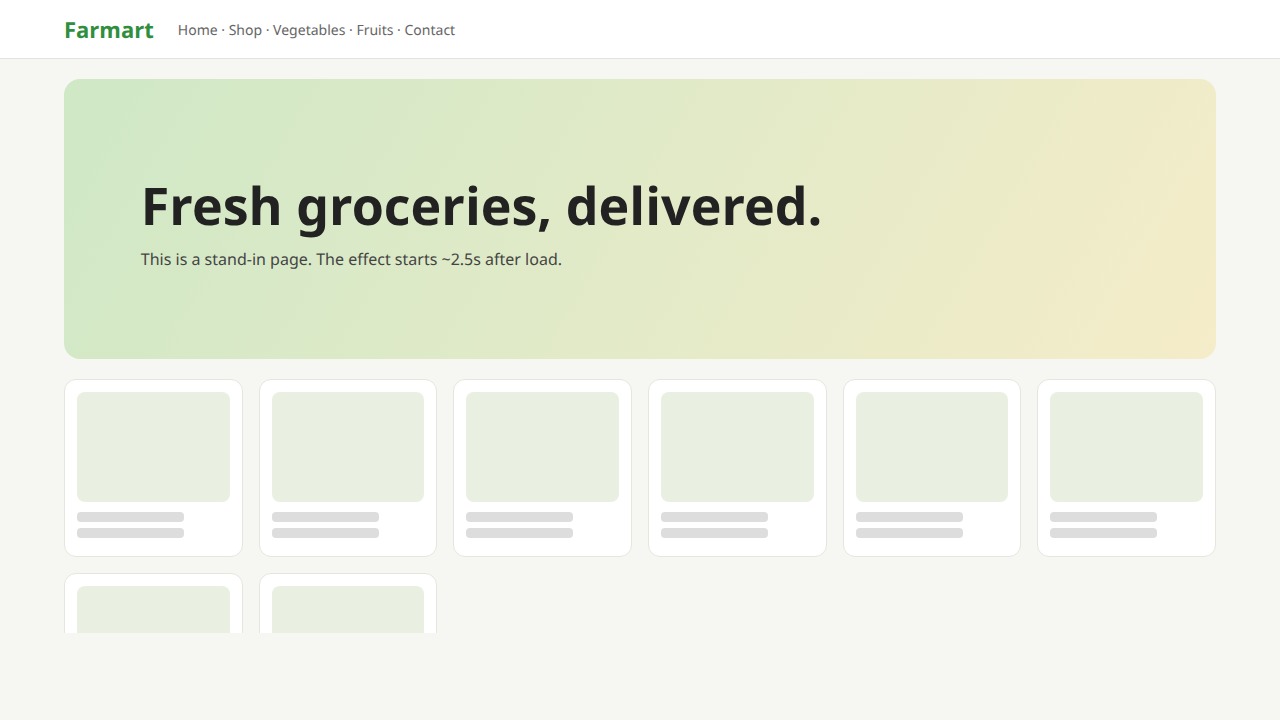 Farmart
Home · Shop · Vegetables · Fruits · Contact
Fresh groceries, delivered.
This is a stand-in page. The effect starts ~2.5s after load.